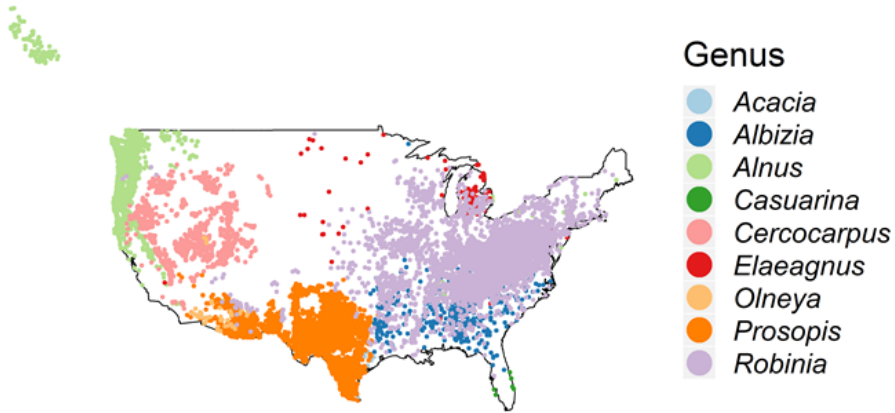 Genus
Acacia
Albizia
Alnus
Casuarina
Cercocarpus
Elaeagnus
Olneya
Prosopis
Robinia